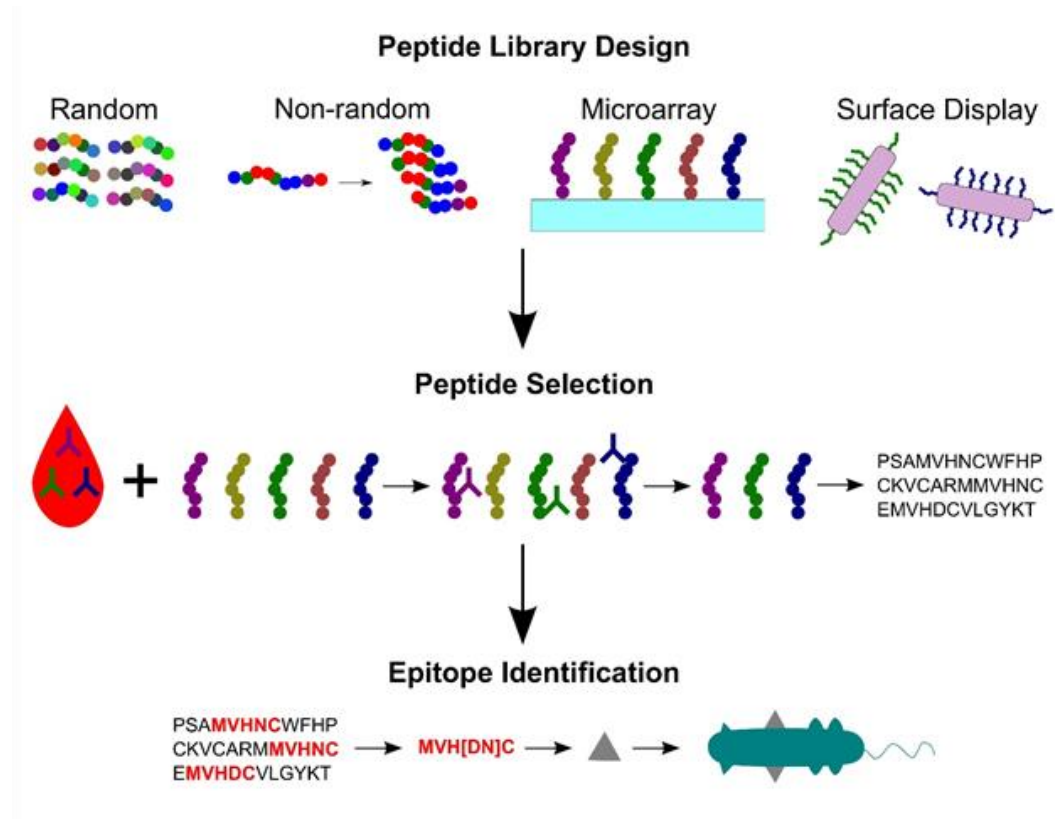 Peptide Library Design
Random Non-random Microarray Surface Display
Peptide Selection
PSAMVHNCWFHP
CKVCARMMVHNC
EMVHDCVLGYKT
Epitope Identification
PSAMVHNCWFHP
CKVCARMMVHNC
EMVHDCVLGYKT
MVH[DN]C